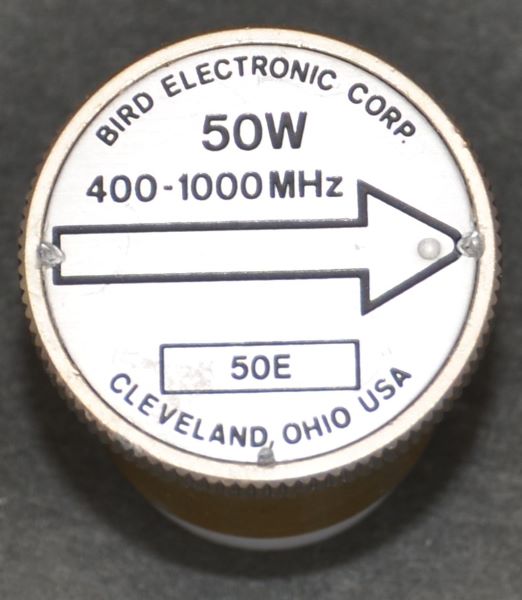 BIRD ELECTRONIC CORP.
50W
400-1000MHz
50E
CLEVELAND, OHIO USA